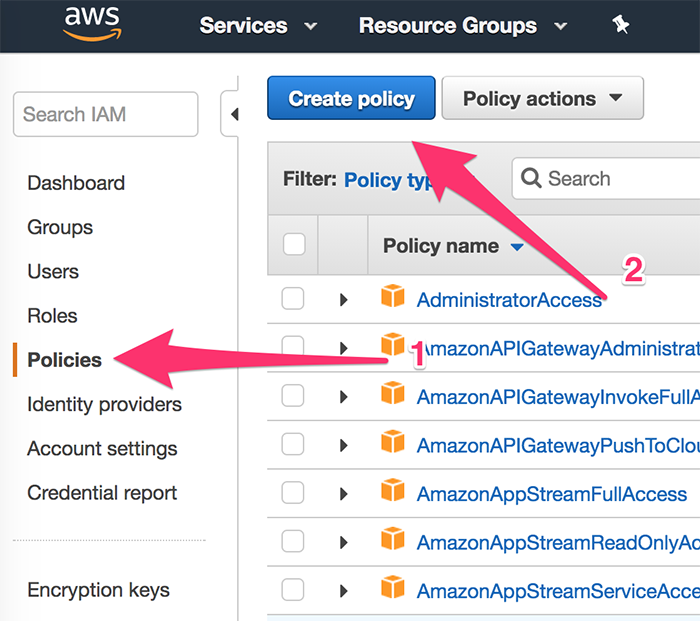 aws
Services
Resource Groups
Search IAM
Create policy
Policy actions
Dashboard
Groups
Users
Roles
Policies
Identity providers
Account settings
Credential report
Encryption keys
Filter: Policy typ
Search
Policy name
2
AdministratorAccess
1
AmazonAPIGatewayAdministrat
AmazonAPIGatewayInvokeFullA
AmazonAPIGatewayPushToClou
AmazonAppStreamFullAccess
AmazonAppStreamReadOnlyAc
AmazonAppStreamServiceAcce